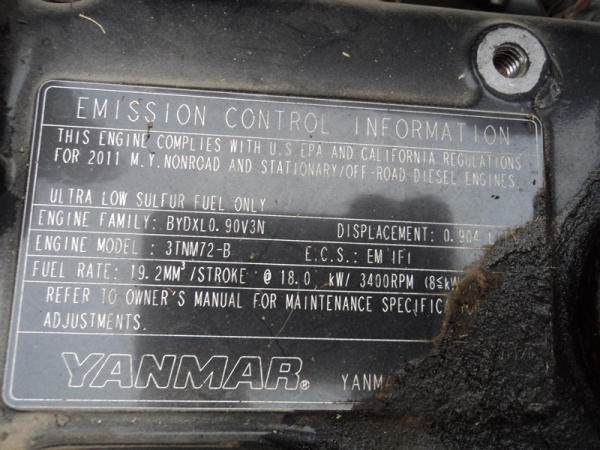 EMISSION CONTROL INFORMATION
THIS ENGINE COMPLIES WITH U.S EPA AND CALIFORNIA REGULATIONS
FOR 2011 M.Y.NONROAD AND STATIONARY/OFF-ROAD DIESEL ENGINES.
ULTRA LOW SULFUR FUEL ONLY
ENGINE FAMILY: BYDXL0.90V3N DISPLACEMENT: 0.904
ENGINE MODEL : 3TNM72-B E.C.S.: EM IFI
FUEL RATE: 19.2MM³/STROKE @ 18.0 kW/ 3400RPM (8≤kW
REFER TO OWNER'S MANUAL FOR MAINTENANCE
ADJUSTMENTS.
YANMAR®